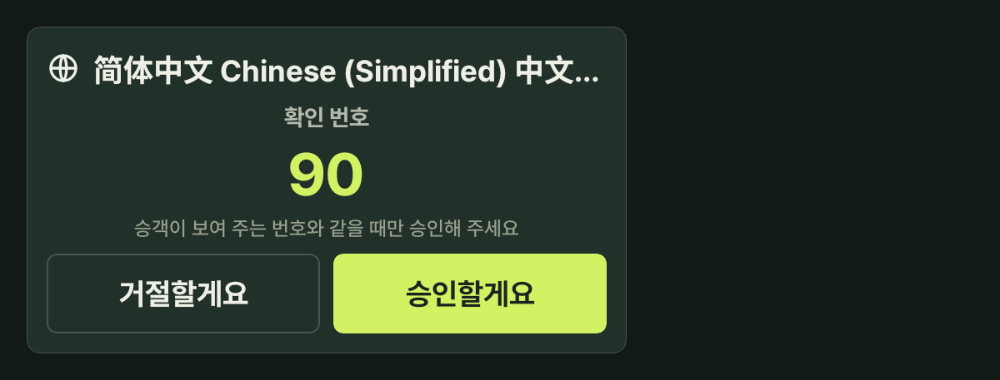 简体中文 Chinese (Simplified) 中文...
확인 번호
90
승객이 보여 주는 번호와 같을 때만 승인해 주세요
거절할게요
승인할게요